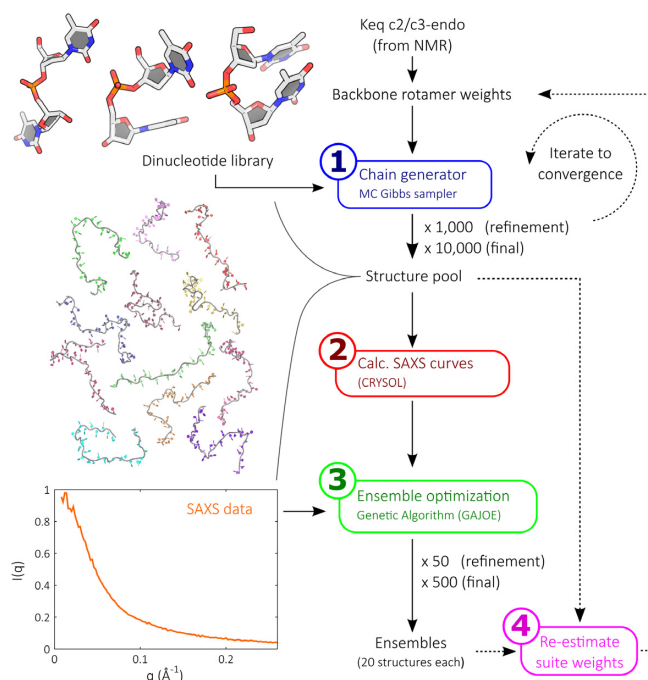 Keq c2/c3-endo
(from NMR)
Backbone rotamer weights
Dinucleotide library
1
Chain generator
MC Gibbs sampler
Iterate to
convergence
x 1,000 (refinement)
x 10,000 (final)
Structure pool
2
Calc. SAXS curves
(CRYSOL)
3
Ensemble optimization
Genetic Algorithm (GAJOE)
SAXS data
1
0.8
0.6
0.4
0.2
0
I(q)
0
0.1
0.2
q (Å⁻¹)
x 50 (refinement)
x 500 (final)
Ensembles
(20 structures each)
4
Re-estimate
suite weights